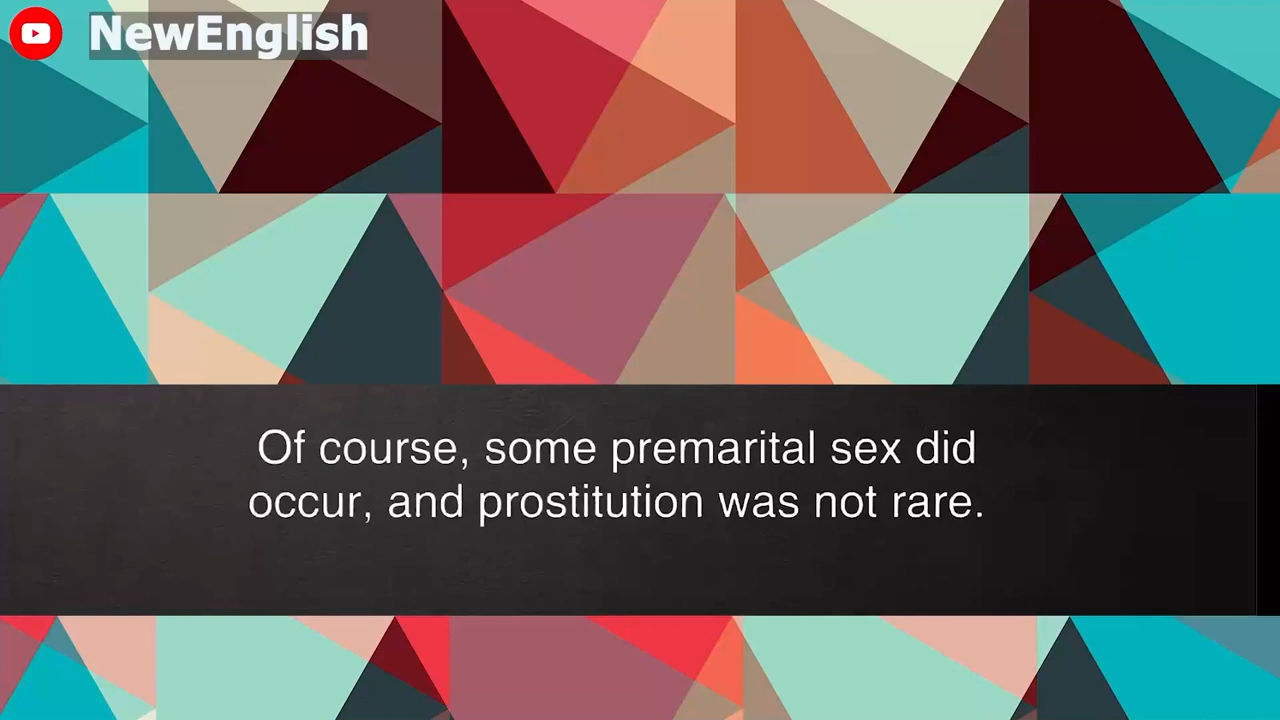 NewEnglish
Of course, some premarital sex did
occur, and prostitution was not rare.